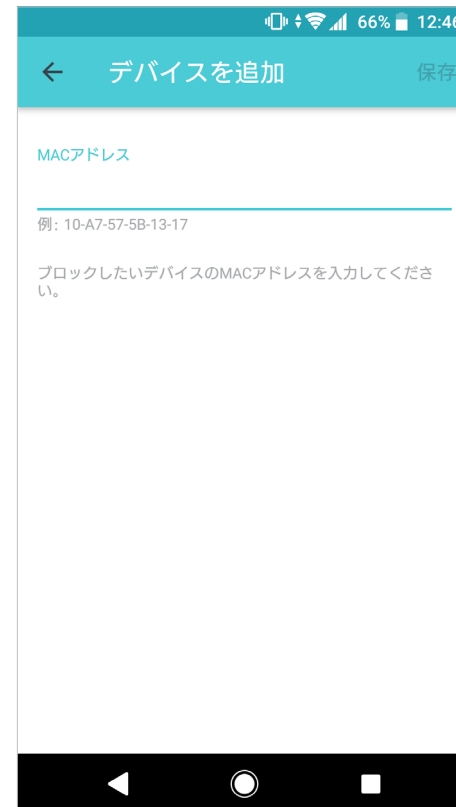 66% 12:46
デバイスを追加 保存
MACアドレス
例: 10-A7-57-5B-13-17
ブロックしたいデバイスのMACアドレスを入力してくださ
い。